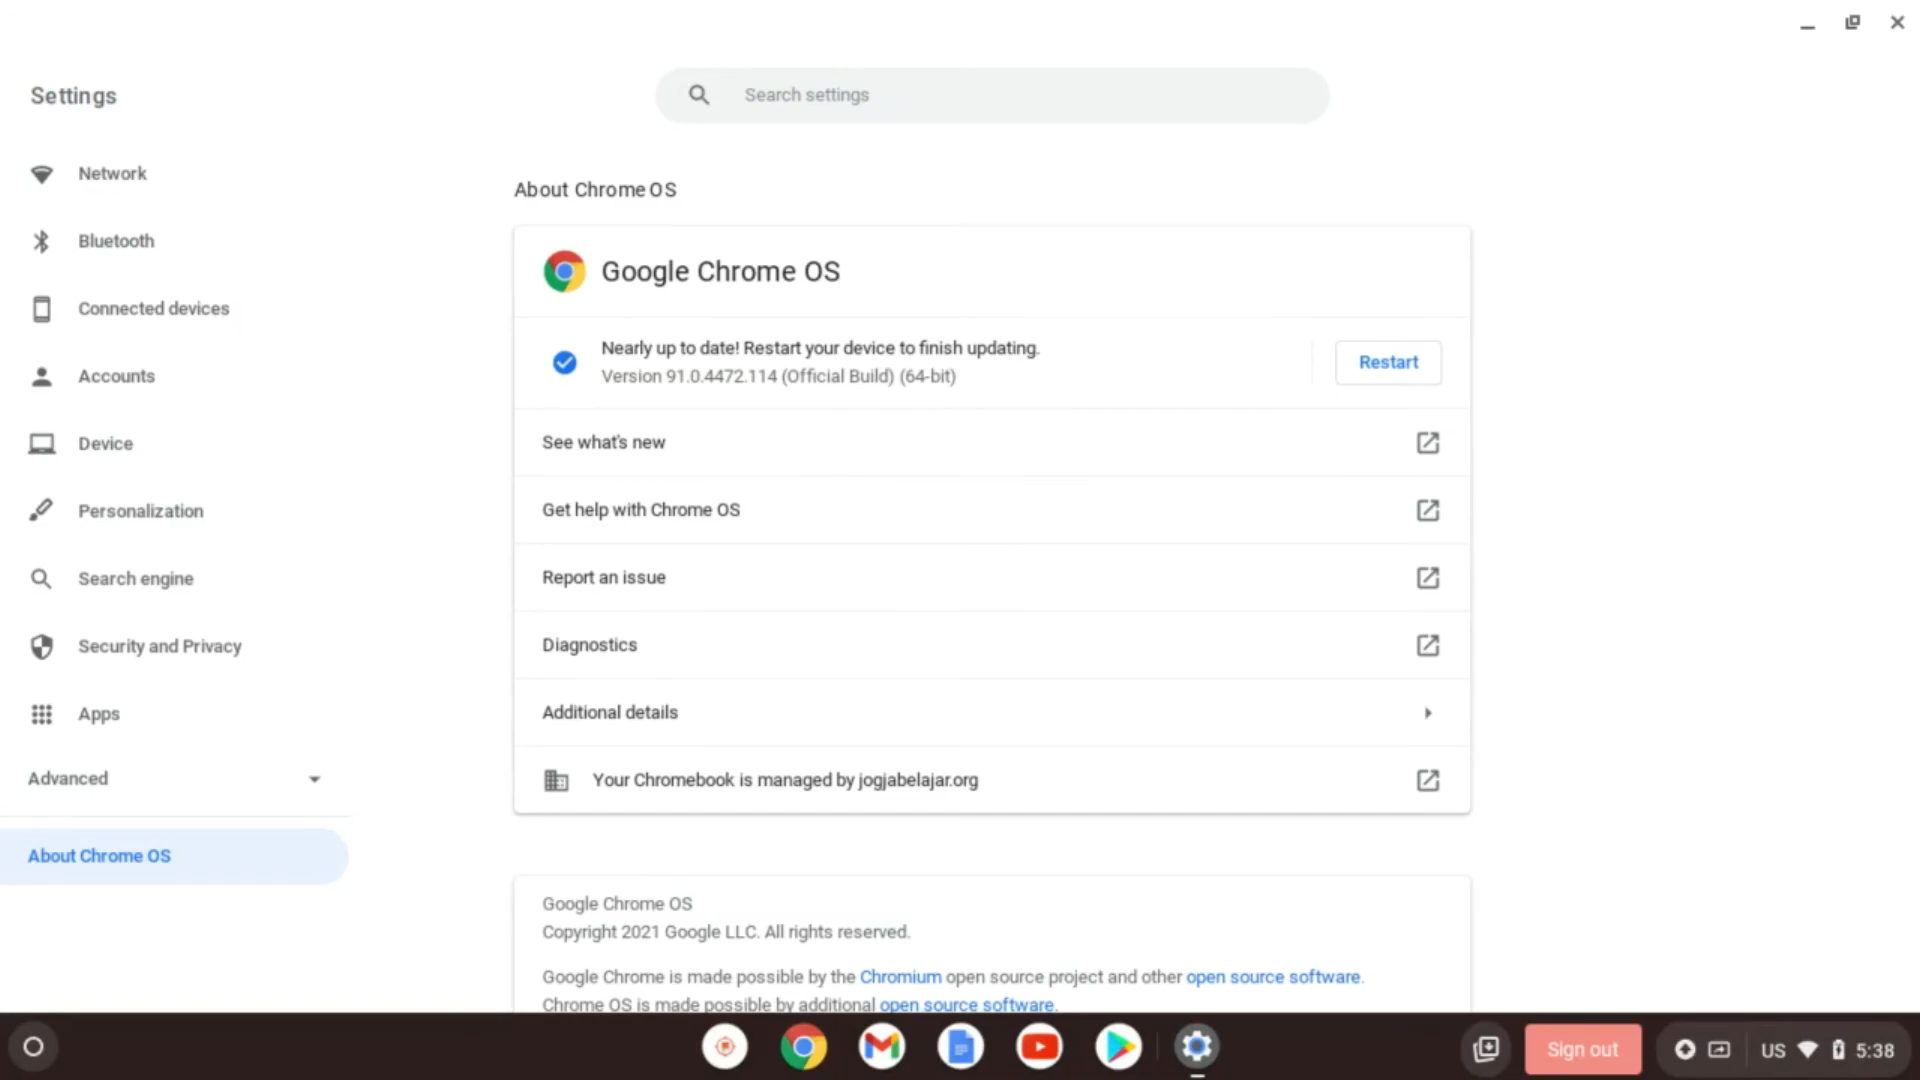 Settings
Search settings
Network
Bluetooth
Connected devices
Accounts
Device
Personalization
Search engine
Security and Privacy
Apps
Advanced
About Chrome OS
About Chrome OS
Google Chrome OS
Nearly up to date! Restart your device to finish updating.
Version 91.0.4472.114 (Official Build) (64-bit)
Restart
See what's new
Get help with Chrome OS
Report an issue
Diagnostics
Additional details
Your Chromebook is managed by jogjabelajar.org
Google Chrome OS
Copyright 2021 Google LLC. All rights reserved.
Google Chrome is made possible by the Chromium open source project and other open source software.
Chrome OS is made possible by additional open source software.
Sign out
US
5:38